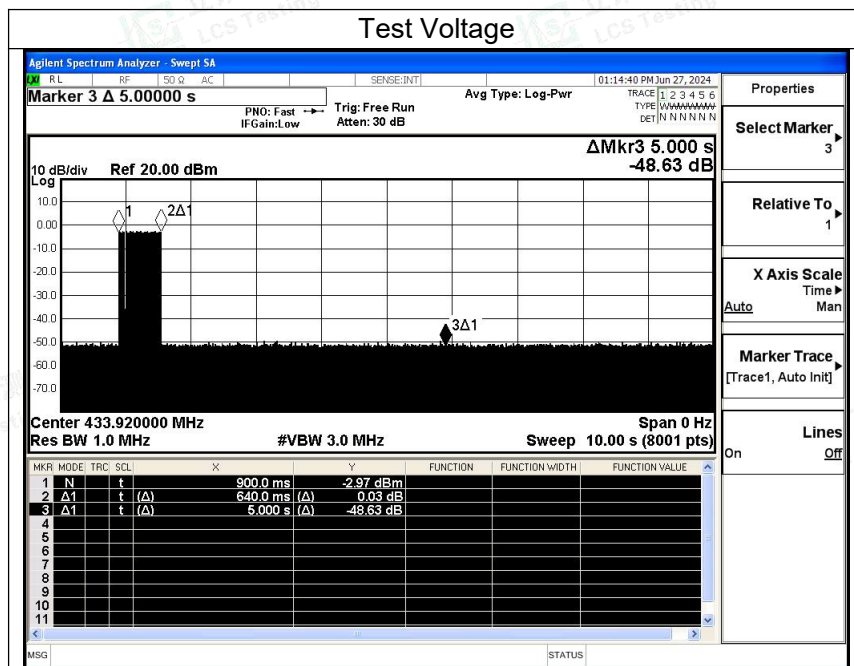 Test Voltage
Agilent Spectrum Analyzer - Swept SA
LXI RL RF 50 Ω AC SENSE:INT 01:14:40 PM Jun 27, 2024
Marker 3 Δ 5.00000 s
PNO: Fast
IFGain:Low
Trig: Free Run
Atten: 30 dB
Avg Type: Log-Pwr
TRACE 1 2 3 4 5 6
TYPE WWWWWW
DET N N N N N N
ΔMkr3 5.000 s
-48.63 dB
10 dB/div Ref 20.00 dBm
Log
10.0
0.00
-10.0
-20.0
-30.0
-40.0
-50.0
-60.0
-70.0
1
2Δ1
3Δ1
Center 433.920000 MHz Span 0 Hz
Res BW 1.0 MHz #VBW 3.0 MHz Sweep 10.00 s (8001 pts)
MKR MODE TRC SCL X Y FUNCTION FUNCTION WIDTH FUNCTION VALUE
1 N t 900.0 ms -2.97 dBm
2 Δ1 t (Δ) 640.0 ms (Δ) 0.03 dB
3 Δ1 t (Δ) 5.000 s (Δ) -48.63 dB
4
5
6
7
8
9
10
11
MSG STATUS
Properties
Select Marker
3
Relative To
1
X Axis Scale
Time
Auto Man
Marker Trace
[Trace1, Auto Init]
Lines
On Off
LCS Testing
LCS Testing